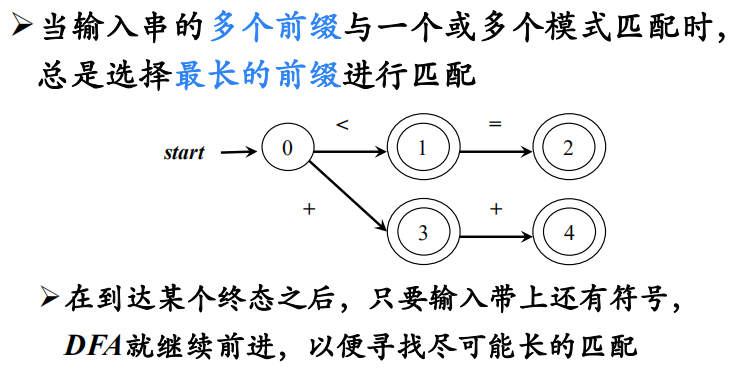 ➢当输入串的多个前缀与一个或多个模式匹配时，
总是选择最长的前缀进行匹配
< =
start 0 1 2
+ +
3 4
➢在到达某个终态之后，只要输入带上还有符号，
DFA就继续前进，以便寻找尽可能长的匹配